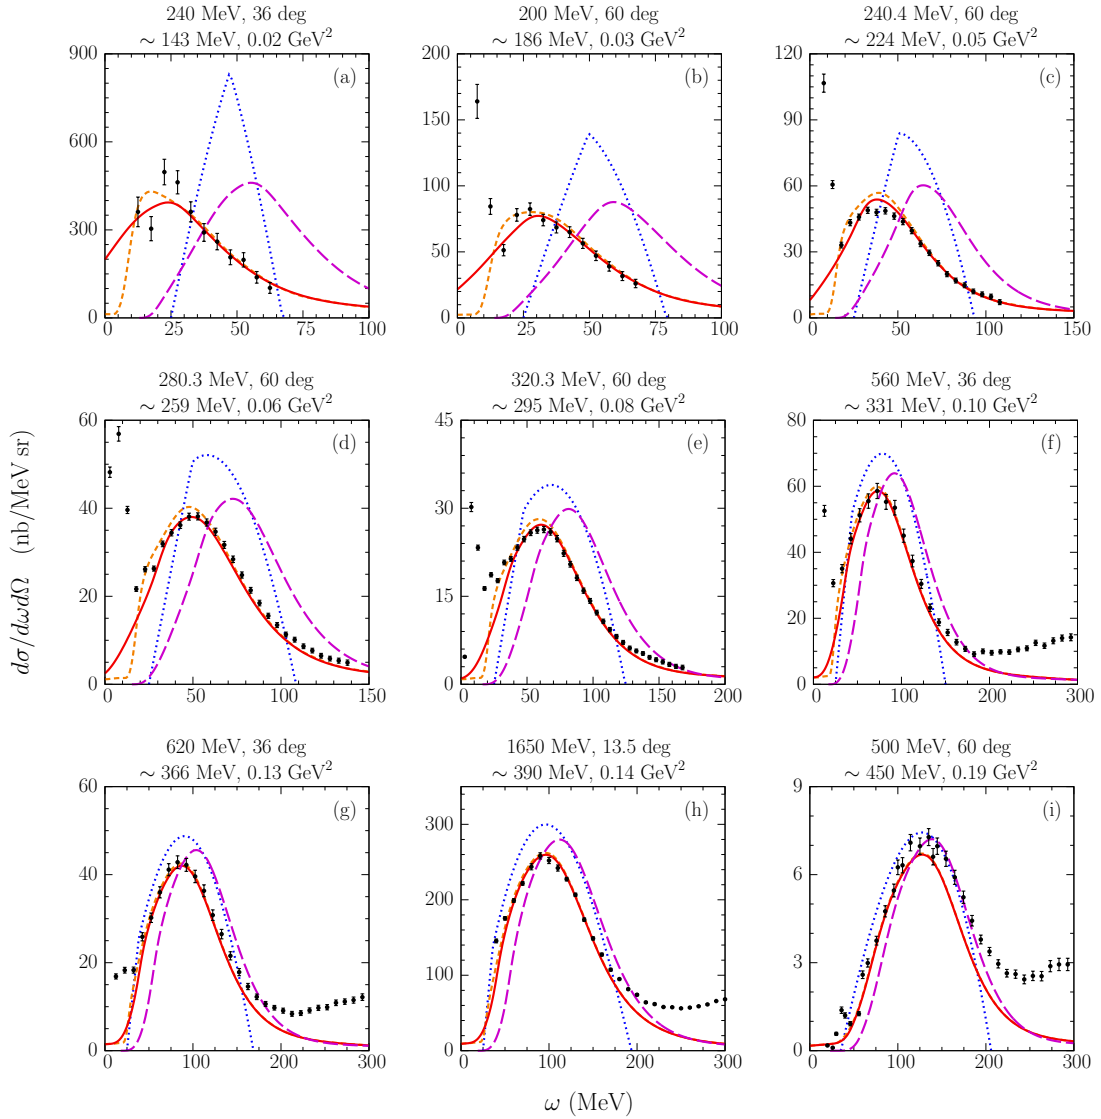 240 MeV, 36 deg
∼ 143 MeV, 0.02 GeV²
200 MeV, 60 deg
∼ 186 MeV, 0.03 GeV²
240.4 MeV, 60 deg
∼ 224 MeV, 0.05 GeV²
(a)
900
600
300
0
0 25 50 75 100
(b)
200
150
100
50
0
0 25 50 75 100
(c)
120
90
60
30
0
0 50 100 150
280.3 MeV, 60 deg
∼ 259 MeV, 0.06 GeV²
320.3 MeV, 60 deg
∼ 295 MeV, 0.08 GeV²
560 MeV, 36 deg
∼ 331 MeV, 0.10 GeV²
dσ/dωdΩ (nb/MeV sr)
(d)
60
40
20
0
0 50 100 150
(e)
45
30
15
0
0 50 100 150 200
(f)
80
60
40
20
0
0 100 200 300
620 MeV, 36 deg
∼ 366 MeV, 0.13 GeV²
1650 MeV, 13.5 deg
∼ 390 MeV, 0.14 GeV²
500 MeV, 60 deg
∼ 450 MeV, 0.19 GeV²
(g)
60
40
20
0
0 100 200 300
(h)
300
200
100
0
0 100 200 300
(i)
9
6
3
0
0 100 200 300
ω (MeV)